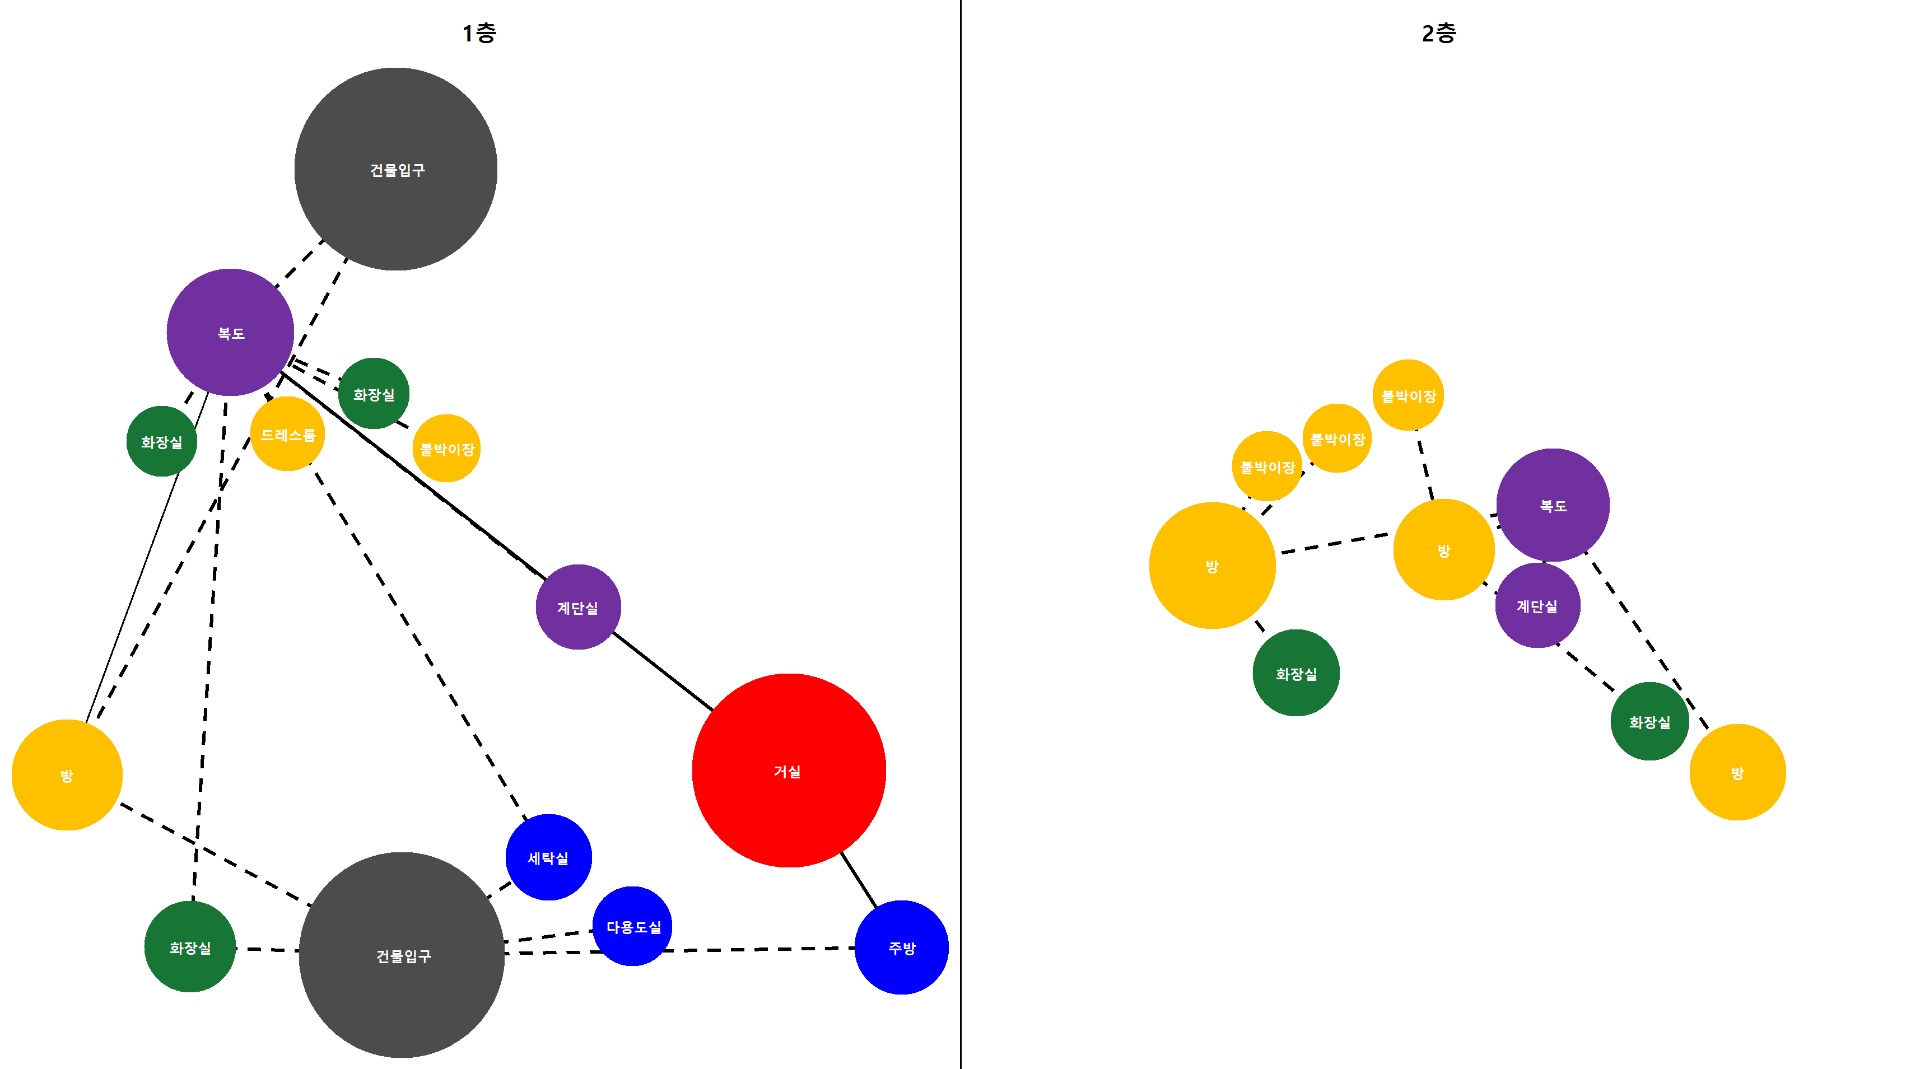 1층
건물입구
복도
화장실
화장실
드레스룸
붙박이장
계단실
거실
방
세탁실
다용도실
화장실
건물입구
주방
2층
붙박이장
붙박이장
붙박이장
복도
방
방
계단실
화장실
화장실
방